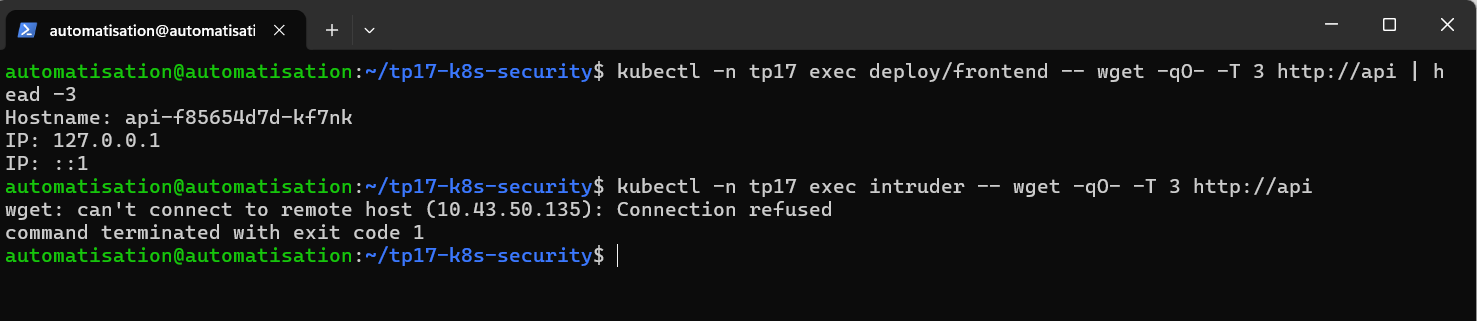 automatisation@automatisati
automatisation@automatisation:~/tp17-k8s-security$ kubectl -n tp17 exec deploy/frontend -- wget -qO- -T 3 http://api | h
ead -3
Hostname: api-f85654d7d-kf7nk
IP: 127.0.0.1
IP: ::1
automatisation@automatisation:~/tp17-k8s-security$ kubectl -n tp17 exec intruder -- wget -qO- -T 3 http://api
wget: can't connect to remote host (10.43.50.135): Connection refused
command terminated with exit code 1
automatisation@automatisation:~/tp17-k8s-security$